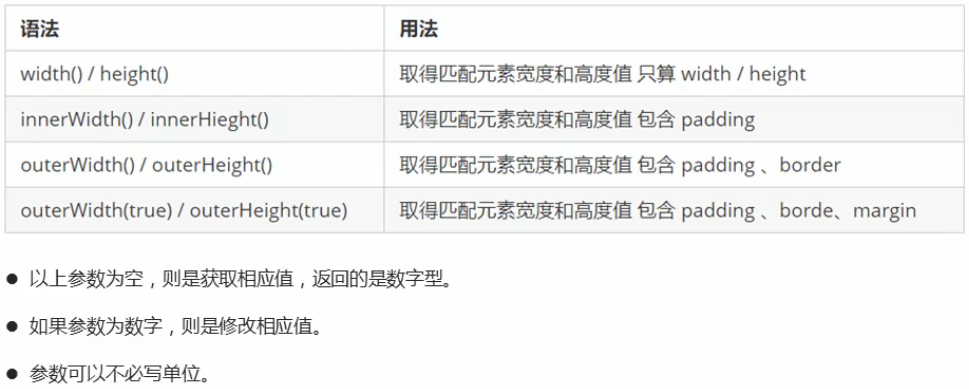 语法 用法
width() / height() 取得匹配元素宽度和高度值 只算 width / height
innerWidth() / innerHieght() 取得匹配元素宽度和高度值 包含 padding
outerWidth() / outerHeight() 取得匹配元素宽度和高度值 包含 padding 、border
outerWidth(true) / outerHeight(true) 取得匹配元素宽度和高度值 包含 padding 、borde、margin
● 以上参数为空，则是获取相应值，返回的是数字型。
● 如果参数为数字，则是修改相应值。
● 参数可以不必写单位。